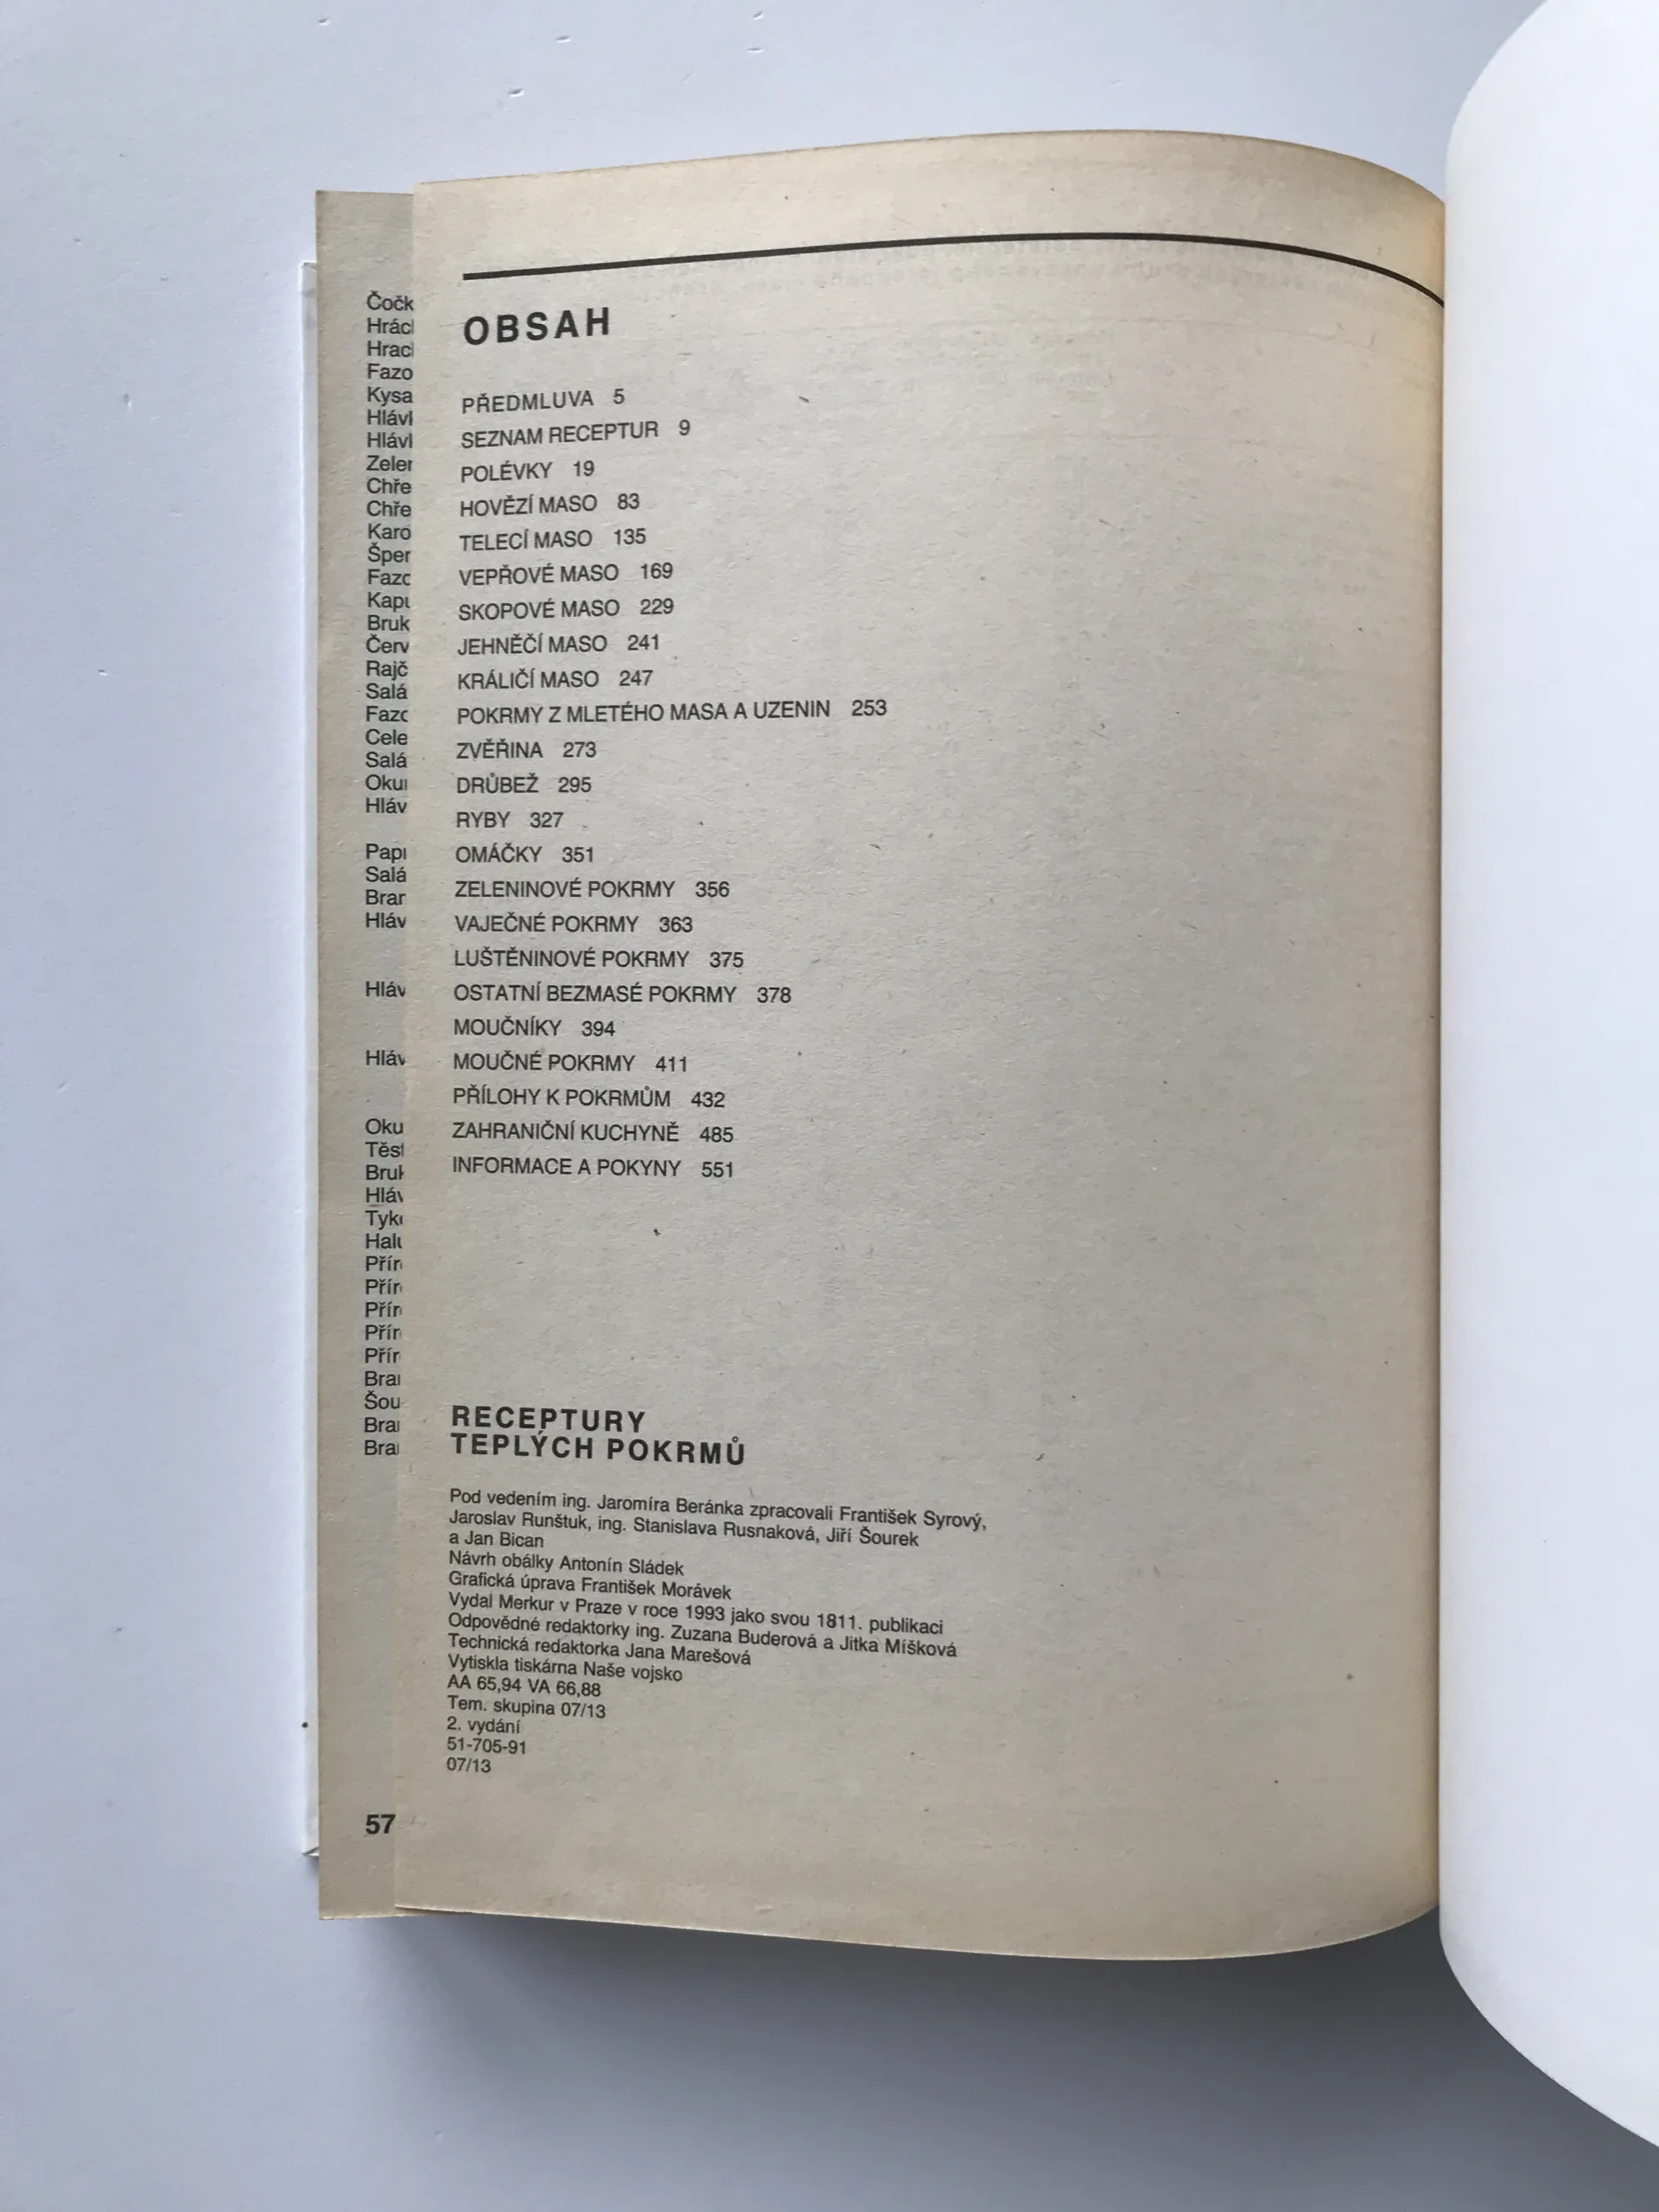 OBSAH
PŘEDMLUVA 5
SEZNAM RECEPTUR 9
POLÉVKY 19
HOVĚZÍ MASO 83
TELECÍ MASO 135
VEPŘOVÉ MASO 169
SKOPOVÉ MASO 229
JEHNĚČÍ MASO 241
KRÁLIČÍ MASO 247
POKRMY Z MLETÉHO MASA A UZENIN 253
ZVĚŘINA 273
DRŮBEŽ 295
RYBY 327
OMÁČKY 351
ZELENINOVÉ POKRMY 356
VAJEČNÉ POKRMY 363
LUŠTĚNINOVÉ POKRMY 375
OSTATNÍ BEZMASÉ POKRMY 378
MOUČNÍKY 394
MOUČNÉ POKRMY 411
PŘÍLOHY K POKRMŮM 432
ZAHRANIČNÍ KUCHYNĚ 485
INFORMACE A POKYNY 551
RECEPTURY
TEPLÝCH POKRMŮ
Pod vedením ing. Jaromíra Beránka zpracovali František Syrový,
Jaroslav Runštuk, ing. Stanislava Rusnaková, Jiří Šourek
a Jan Bican
Návrh obálky Antonín Sládek
Grafická úprava František Morávek
Vydal Merkur v Praze v roce 1993 jako svou 1811. publikaci
Odpovědné redaktorky ing. Zuzana Buderová a Jitka Míšková
Technická redaktorka Jana Marešová
Vytiskla tiskárna Naše vojsko
AA 65,94 VA 66,88
Tem. skupina 07/13
2. vydání
51-705-91
07/13
57